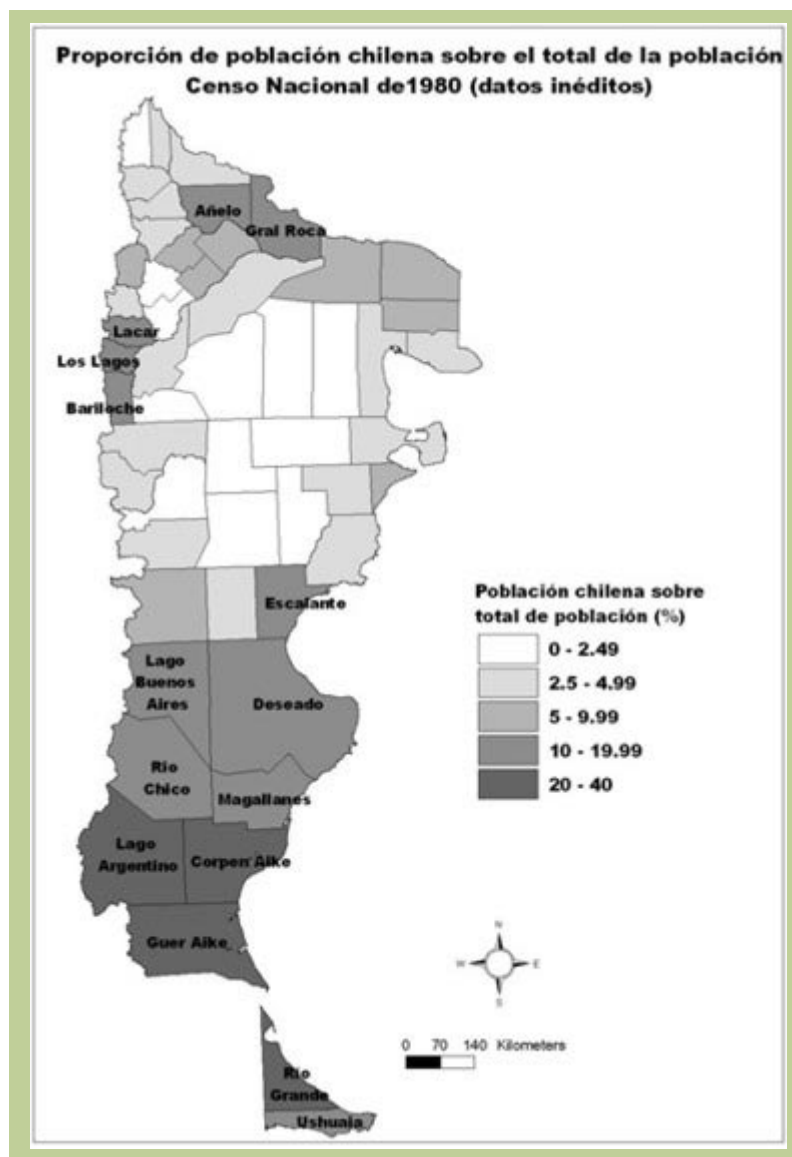 Proporción de población chilena sobre el total de la población
Censo Nacional de1980 (datos inéditos)
Añelo
Gral Roca
Lacar
Los Lagos
Bariloche
Escalante
Población chilena sobre
total de población (%)
0 - 2.49
2.5 - 4.99
5 - 9.99
10 - 19.99
20 - 40
Lago
Buenos
Aires
Deseado
Rio
Chico
Magallanes
Lago
Argentino
Corpen Aike
Guer Aike
N
W
E
S
0 70 140 Kilometers
Rio
Grande
Ushuaia